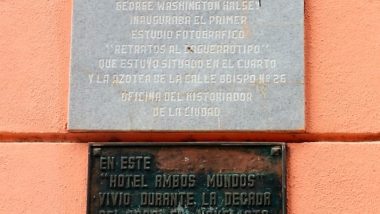 GEORGE WASHINGTON HALSEY
INAUGURABA EL PRIMER
ESTUDIO FOTOGRAFICO
"RETRATOS AL DAGUERROTIPO"
QUE ESTUVO SITUADO EN EL CUARTO
Y LA AZOTEA DE LA CALLE OBISPO Nº 26
OFICINA DEL HISTORIADOR
DE LA CIUDAD
EN ESTE
"HOTEL AMBOS MUNDOS"
VIVIO DURANTE LA DECADA